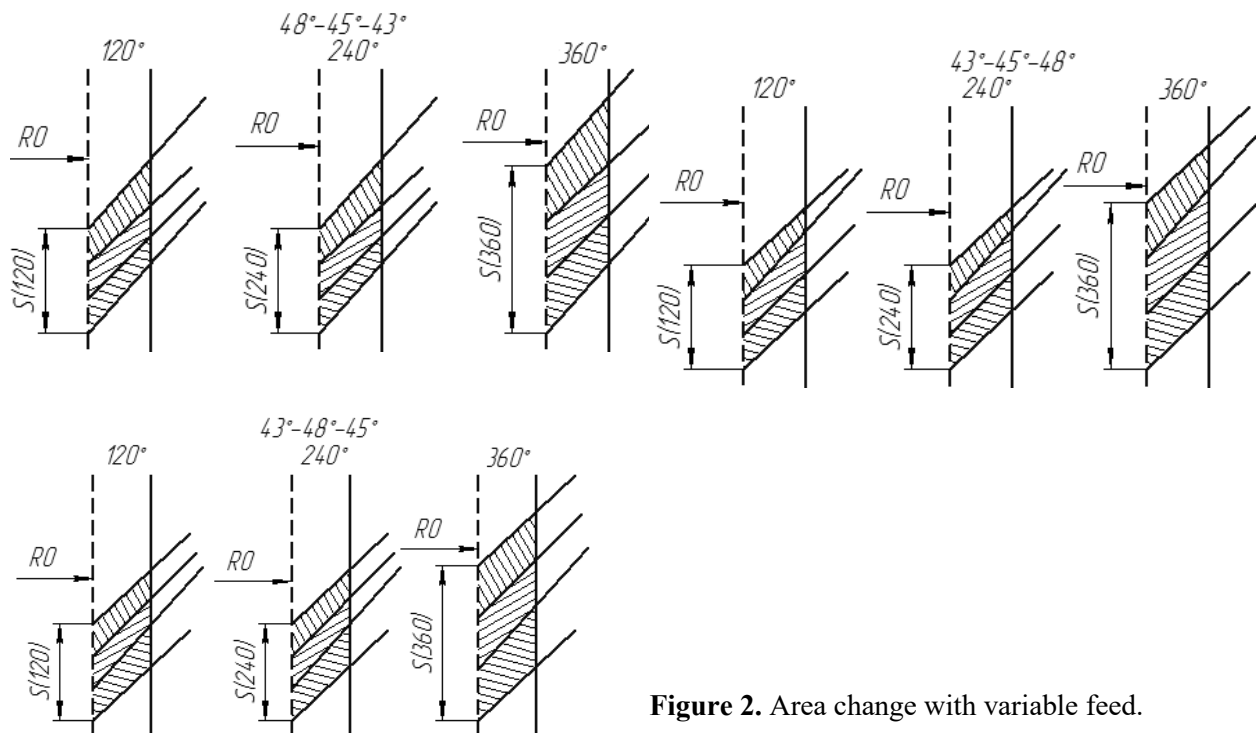 48°-45°-43°
120° 240° 360°
R0 R0 R0
S(120) S(240) S(360)
43°-45°-48°
120° 240° 360°
R0 R0 R0
S(120) S(240) S(360)
43°-48°-45°
120° 240° 360°
R0 R0 R0
S(120) S(240) S(360)
Figure 2. Area change with variable feed.